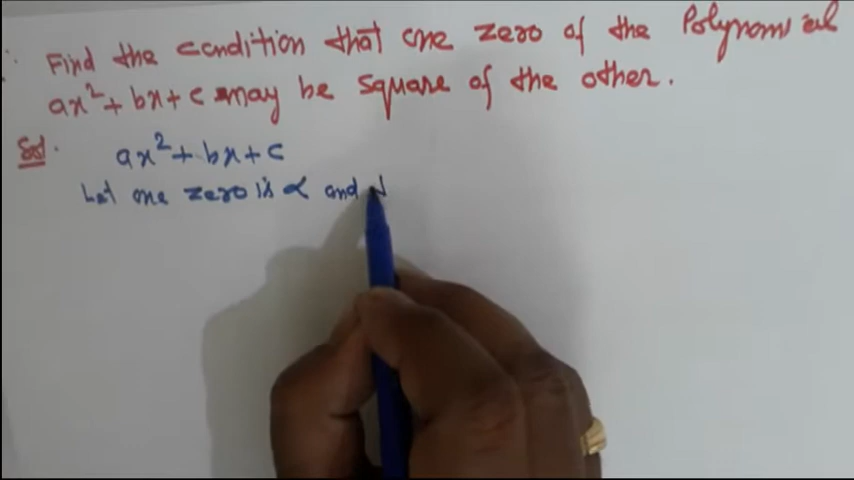 Find the condition that one zero of the Polynomial
ax²+ bx+ c may be square of the other.
Sol.
ax²+ bx+ c
Let one zero is α and